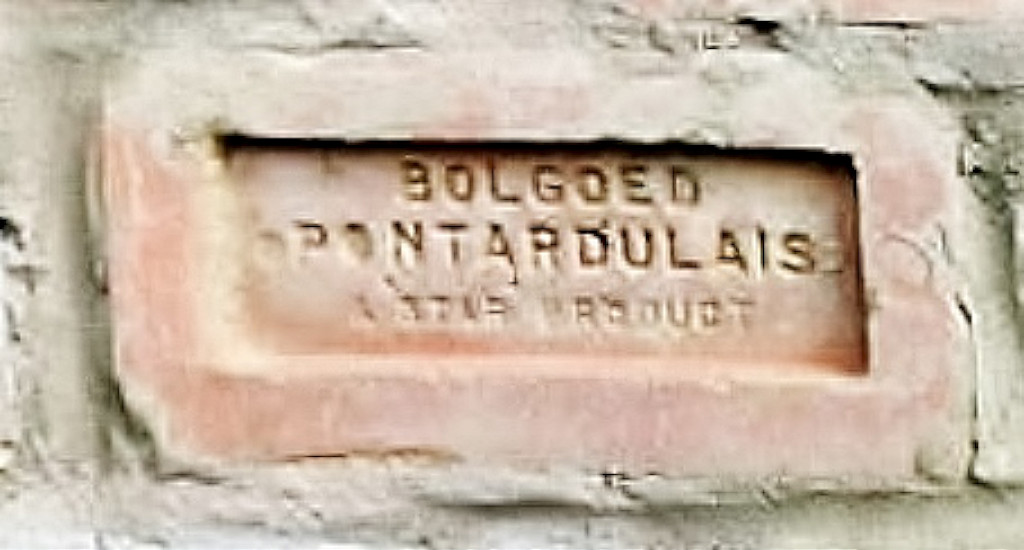 BOLGOED
PONTARDULAIS
A STAR PRODUCT